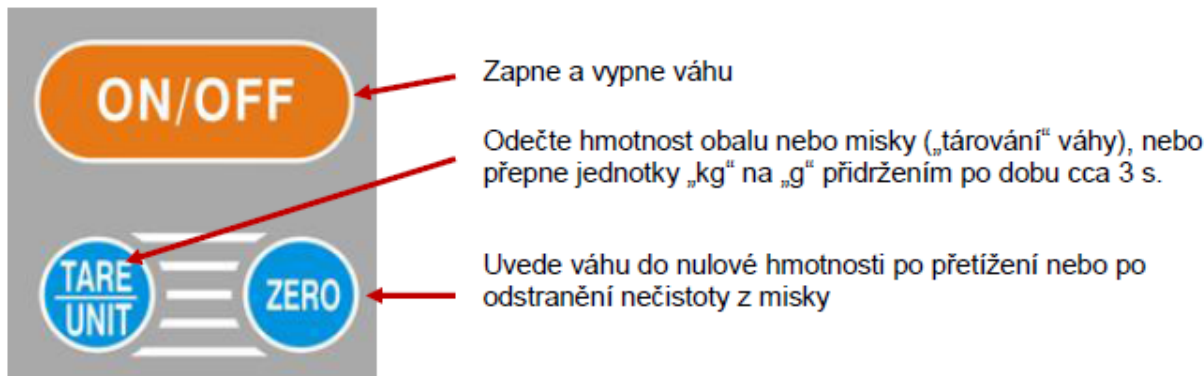 ON/OFF
Zapne a vypne váhu
Odečte hmotnost obalu nebo misky („tárování“ váhy), nebo
přepne jednotky „kg“ na „g“ přidržením po dobu cca 3 s.
TARE
UNIT
ZERO
Uvede váhu do nulové hmotnosti po přetížení nebo po
odstranění nečistoty z misky